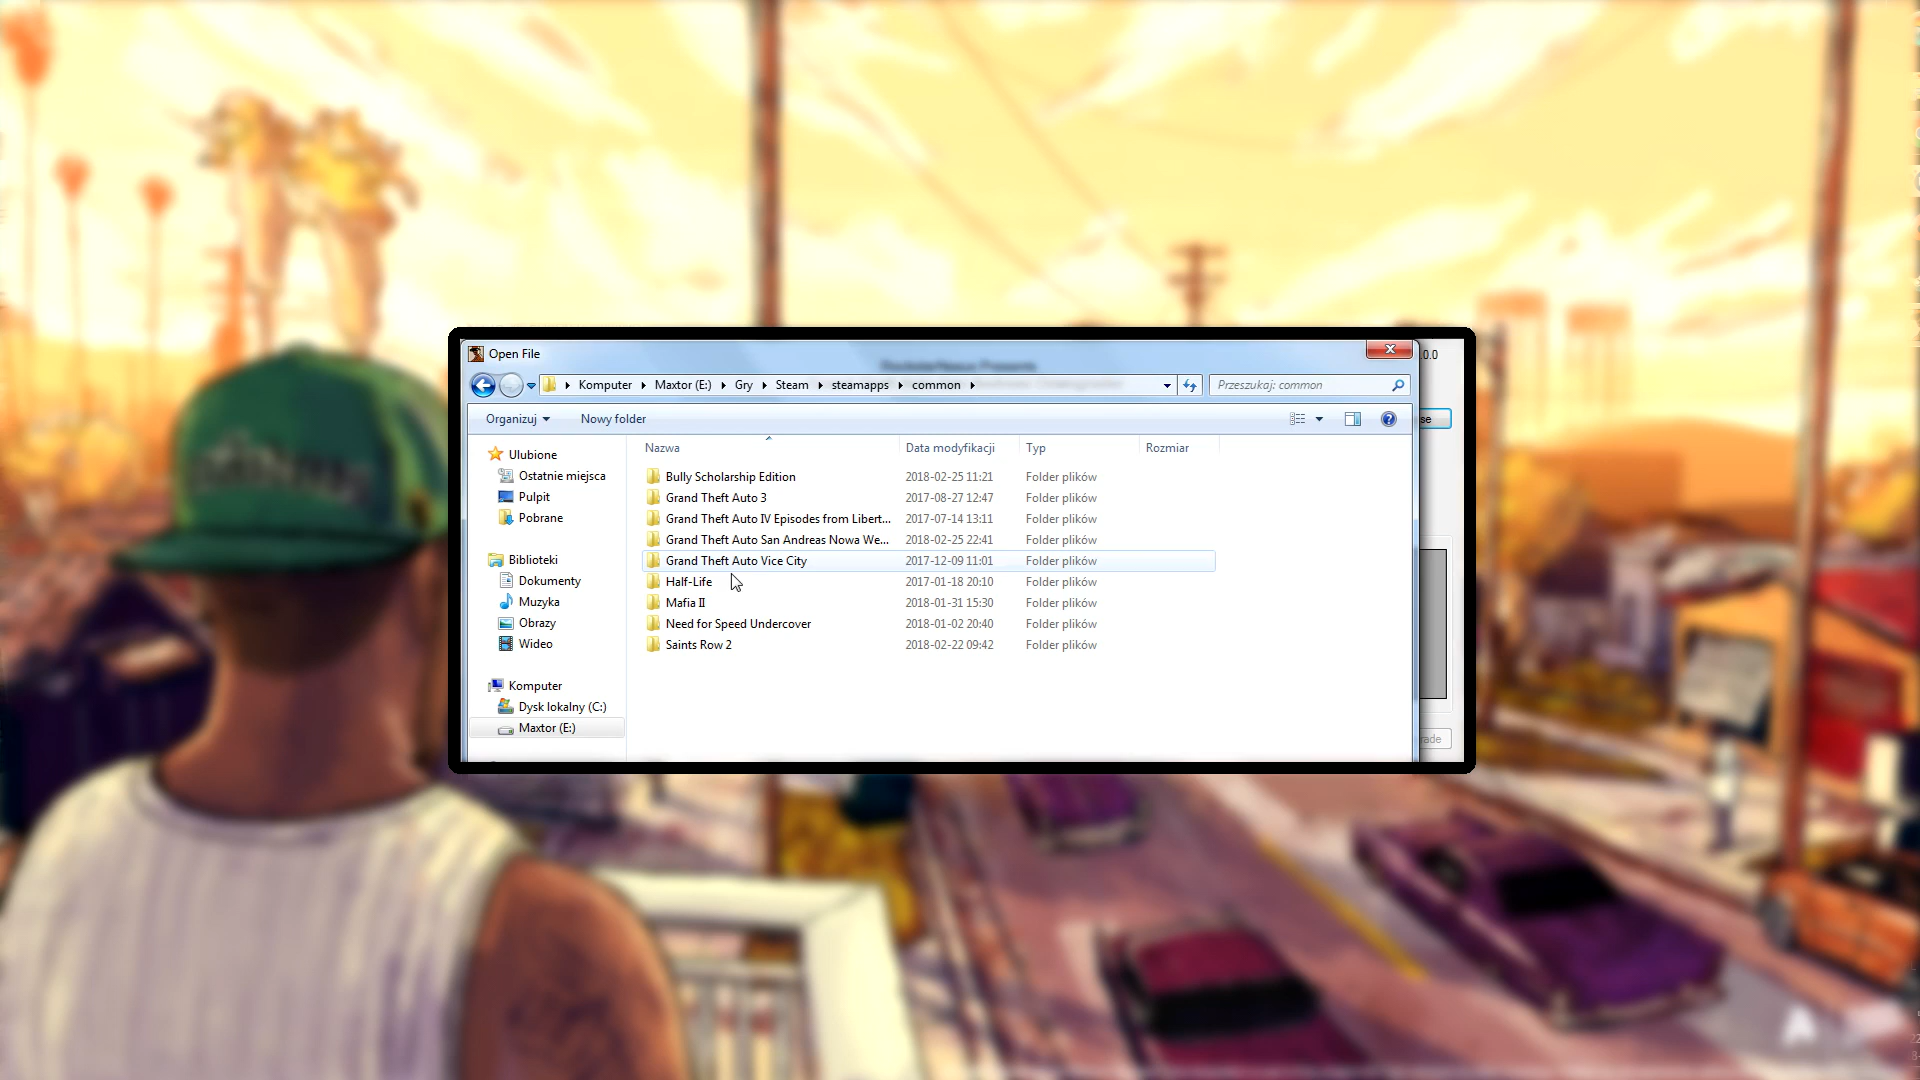 Open File
.0.0
Komputer Maxtor (E:) Gry Steam steamapps common
Przeszukaj: common
Organizuj Nowy folder
se
Nazwa Data modyfikacji Typ Rozmiar
Ulubione
Ostatnie miejsca
Pulpit
Pobrane
Biblioteki
Dokumenty
Muzyka
Obrazy
Wideo
Komputer
Dysk lokalny (C:)
Maxtor (E:)
Bully Scholarship Edition 2018-02-25 11:21 Folder plików
Grand Theft Auto 3 2017-08-27 12:47 Folder plików
Grand Theft Auto IV Episodes from Libert... 2017-07-14 13:11 Folder plików
Grand Theft Auto San Andreas Nowa We... 2018-02-25 22:41 Folder plików
Grand Theft Auto Vice City 2017-12-09 11:01 Folder plików
Half-Life 2017-01-18 20:10 Folder plików
Mafia II 2018-01-31 15:30 Folder plików
Need for Speed Undercover 2018-01-02 20:40 Folder plików
Saints Row 2 2018-02-22 09:42 Folder plików
rade